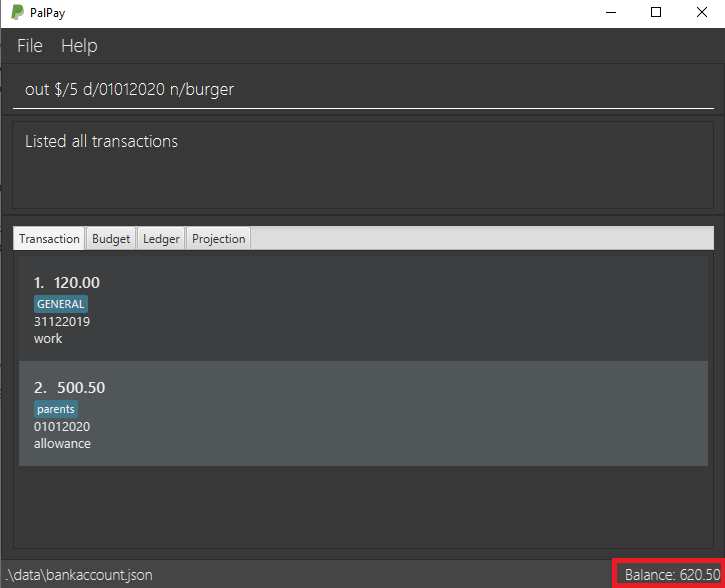 PalPay
File Help
out $/5 d/01012020 n/burger
Listed all transactions
Transaction Budget Ledger Projection
1. 120.00
GENERAL
31122019
work
2. 500.50
parents
01012020
allowance
.\data\bankaccount.json Balance: 620.50